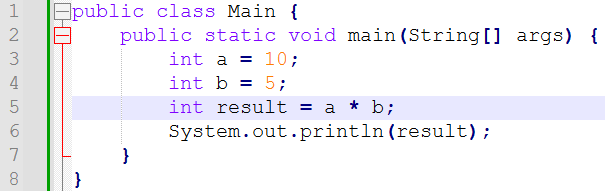 1 public class Main {
2 public static void main(String[] args) {
3 int a = 10;
4 int b = 5;
5 int result = a * b;
6 System.out.println(result);
7 }
8 }